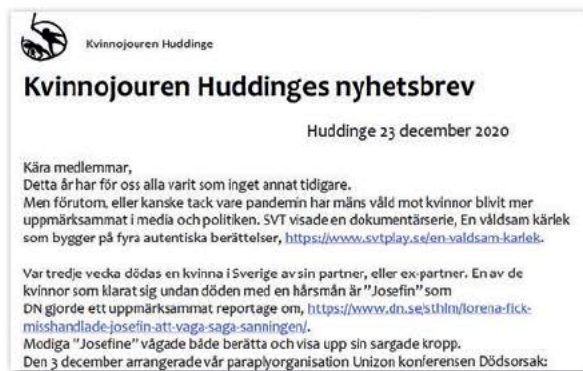 Kvinnojouren Huddinge
Kvinnojouren Huddinges nyhetsbrev
Huddinge 23 december 2020
Kära medlemmar,
Detta år har för oss alla varit som inget annat tidigare.
Men förutom, eller kanske tack vare pandemin har mäns våld mot kvinnor blivit mer
uppmärksammat i media och politiken. SVT visade en dokumentärserie, En våldsam kärlek
som bygger på fyra autentiska berättelser, https://www.svtplay.se/en-valdsam-karlek.
Var tredje vecka dödas en kvinna i Sverige av sin partner, eller ex-partner. En av de
kvinnor som klarat sig undan döden med en hårsmån är "Josefin" som
DN gjorde ett uppmärksammat reportage om, https://www.dn.se/sthlm/lorena-fick-
misshandlade-josefin-att-vaga-saga-sanningen/.
Modiga "Josefine" vågade både berätta och visa upp sin sargade kropp.
Den 3 december arrangerade vår paraplyorganisation Unizon konferensen Dödsorsak: